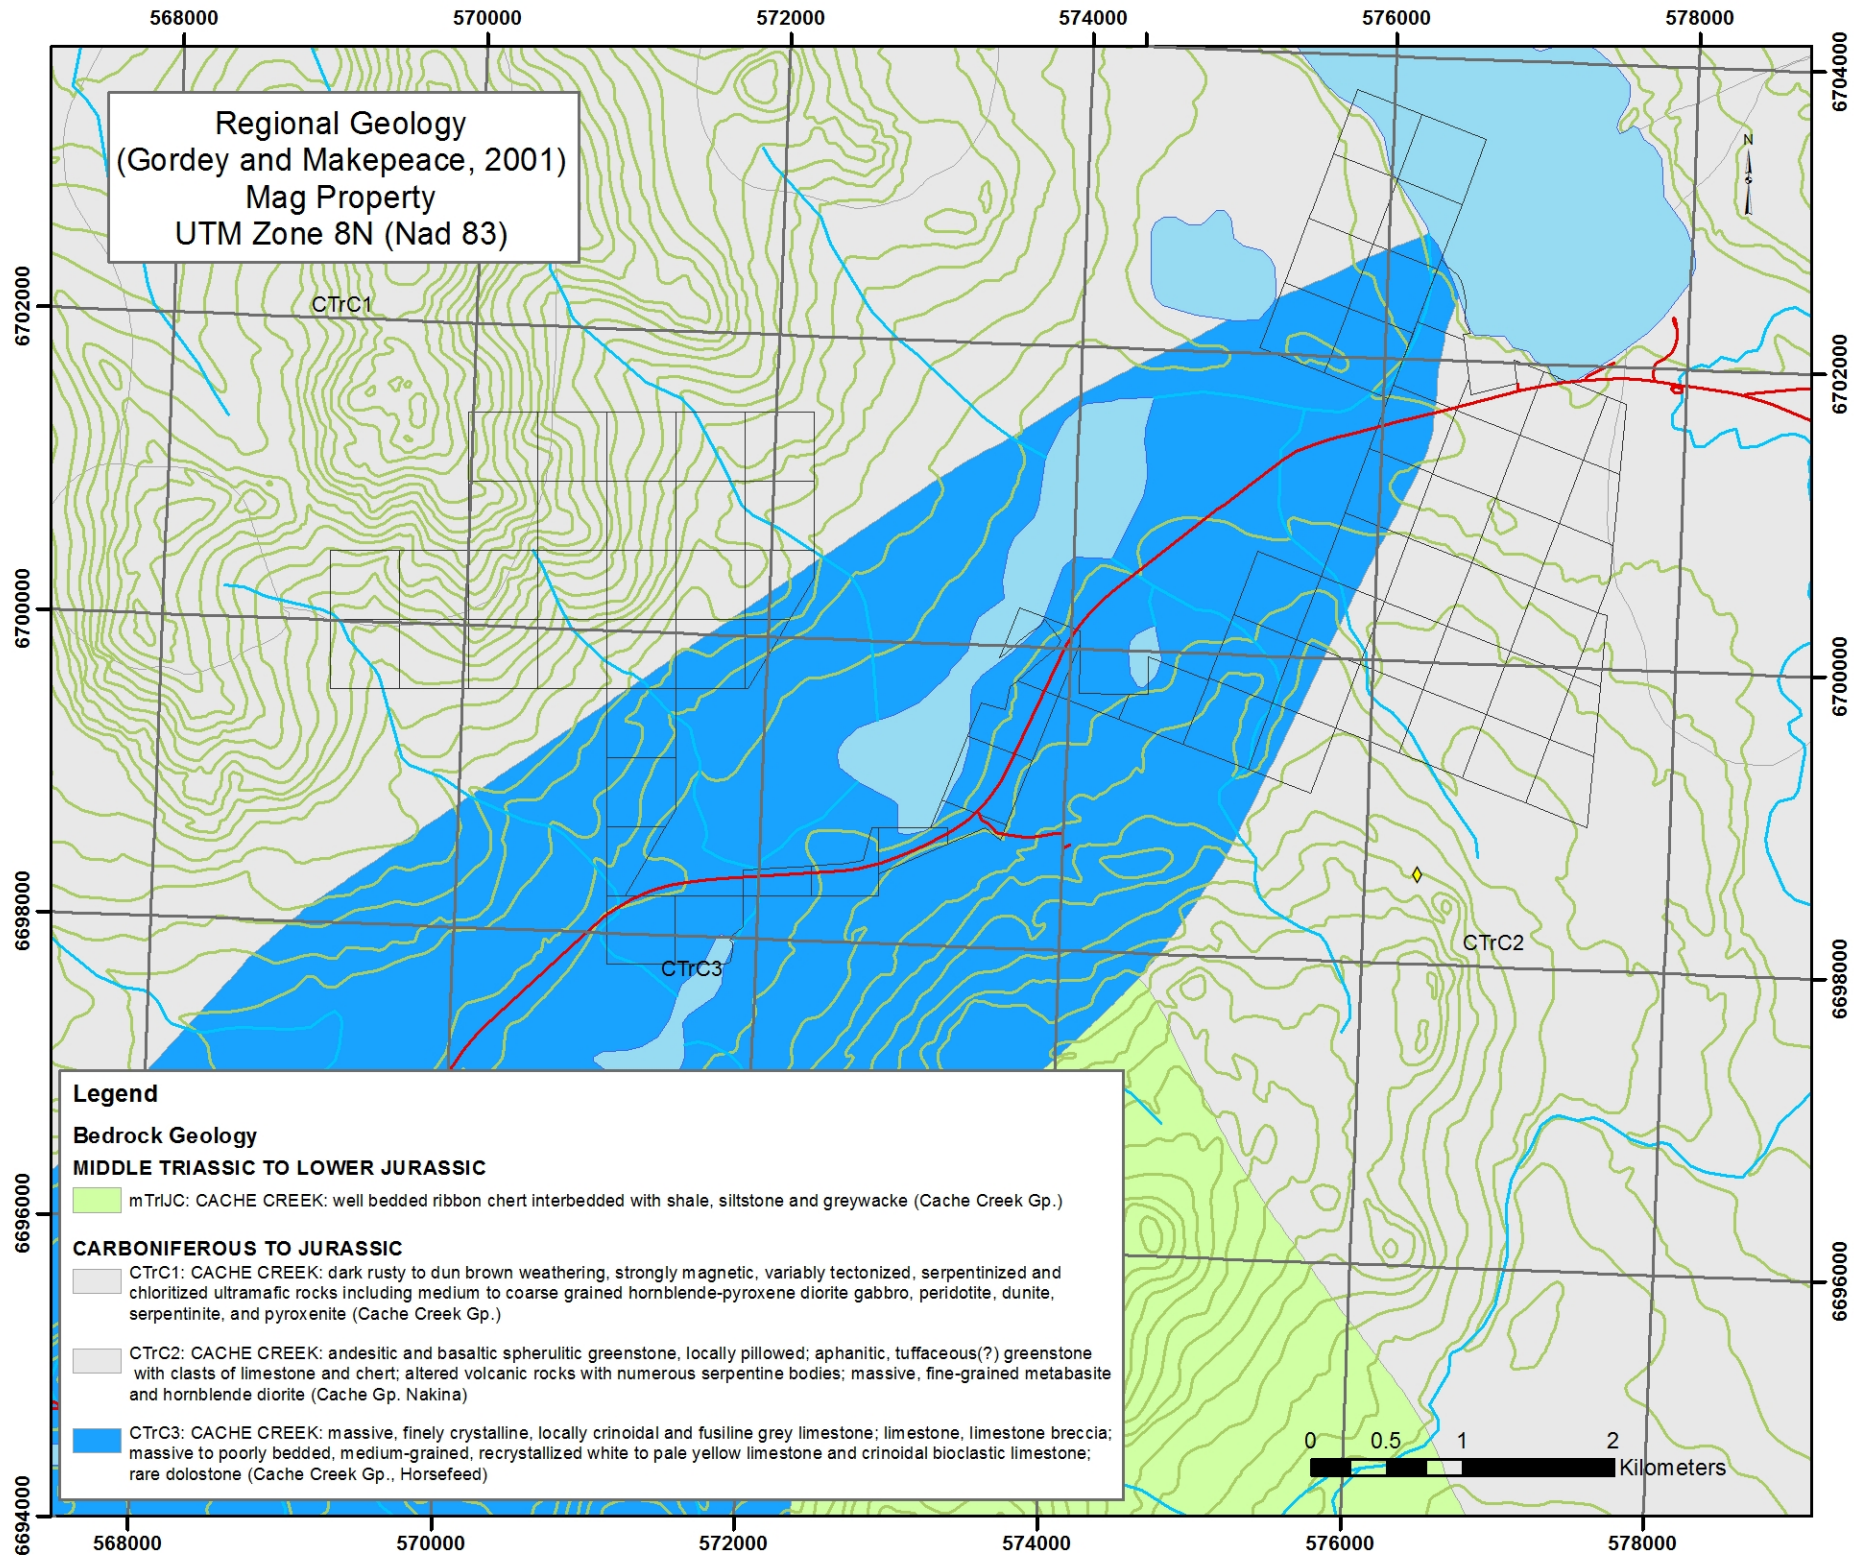 568000
570000
572000
574000
576000
578000
6704000
Regional Geology
(Gordey and Makepeace, 2001)
Mag Property
UTM Zone 8N (Nad 83)
N
6702000
CTrC1
6702000
6700000
6700000
6698000
CTrC2
CTrC3
6698000
Legend
Bedrock Geology
MIDDLE TRIASSIC TO LOWER JURASSIC
mTrlJC: CACHE CREEK: well bedded ribbon chert interbedded with shale, siltstone and greywacke (Cache Creek Gp.)
CARBONIFEROUS TO JURASSIC
CTrC1: CACHE CREEK: dark rusty to dun brown weathering, strongly magnetic, variably tectonized, serpentinized and
chloritized ultramafic rocks including medium to coarse grained hornblende-pyroxene diorite gabbro, peridotite, dunite,
serpentinite, and pyroxenite (Cache Creek Gp.)
CTrC2: CACHE CREEK: andesitic and basaltic spherulitic greenstone, locally pillowed; aphanitic, tuffaceous(?) greenstone
with clasts of limestone and chert; altered volcanic rocks with numerous serpentine bodies; massive, fine-grained metabasite
and hornblende diorite (Cache Gp. Nakina)
CTrC3: CACHE CREEK: massive, finely crystalline, locally crinoidal and fusiline grey limestone; limestone, limestone breccia;
massive to poorly bedded, medium-grained, recrystallized white to pale yellow limestone and crinoidal bioclastic limestone;
rare dolostone (Cache Creek Gp., Horsefeed)
6696000
6696000
0 0.5 1 2
Kilometers
6694000
568000
570000
572000
574000
576000
578000